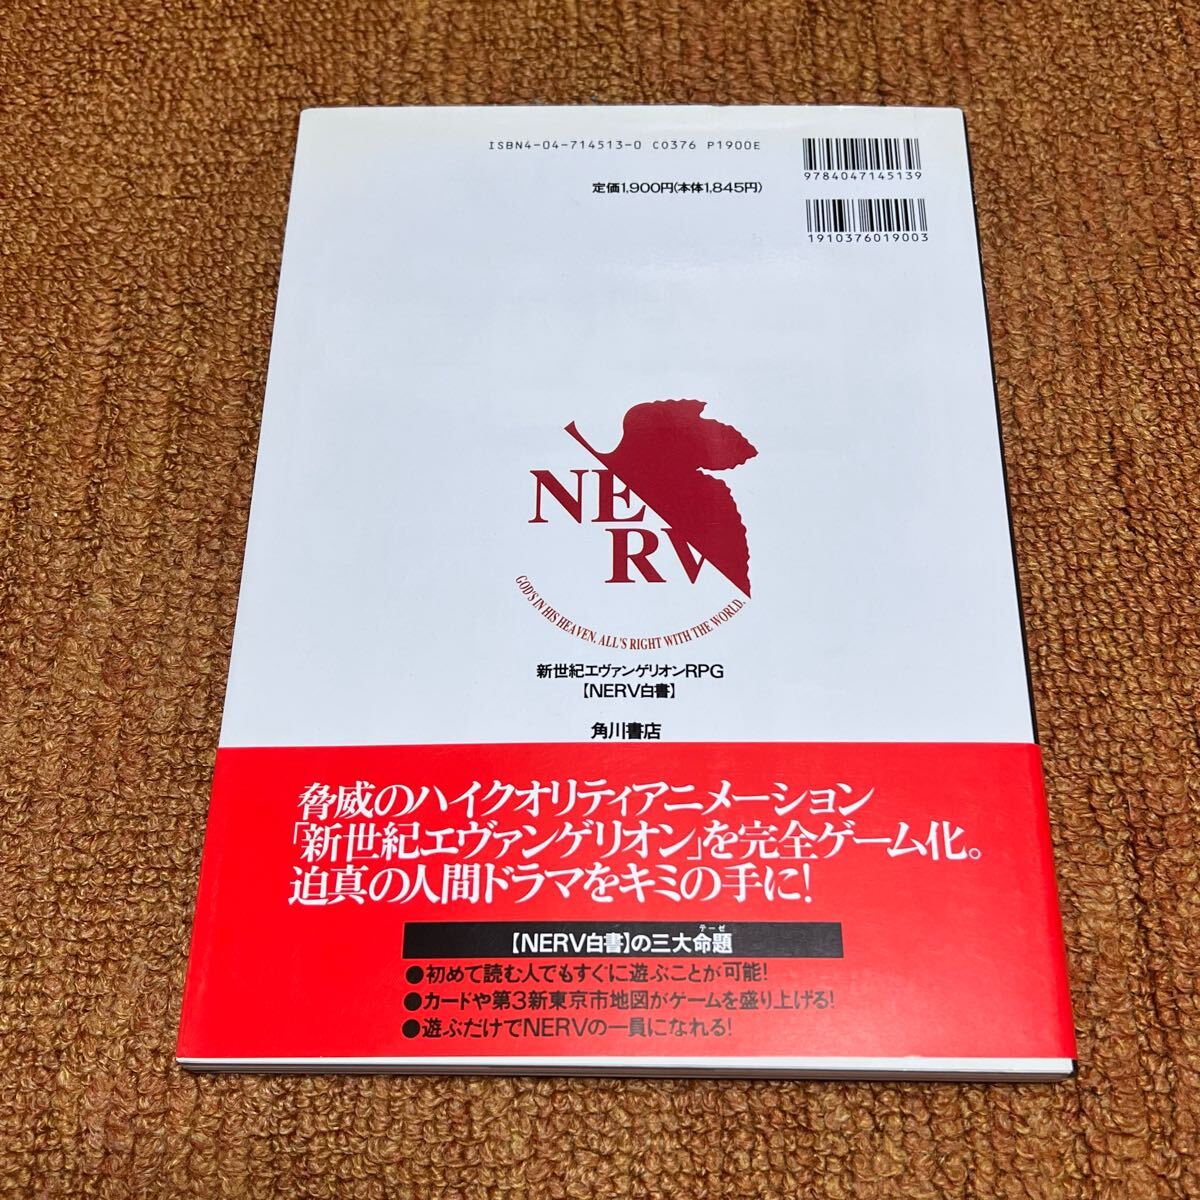 ISBN4-04-714513-0 C0376 P1900E
9784047145139
定価1,900円(本体1,845円)
1910376019003
NERV
GOD'S IN HIS HEAVEN. ALL'S RIGHT WITH THE WORLD.
新世紀エヴァンゲリオンRPG
【NERV白書】
角川書店
脅威のハイクオリティアニメーション
「新世紀エヴァンゲリオン」を完全ゲーム化。
迫真の人間ドラマをキミの手に!
テーゼ
【NERV白書】の三大命題
●初めて読む人でもすぐに遊ぶことが可能!
●カードや第3新東京市地図がゲームを盛り上げる!
●遊ぶだけでNERVの一員になれる!